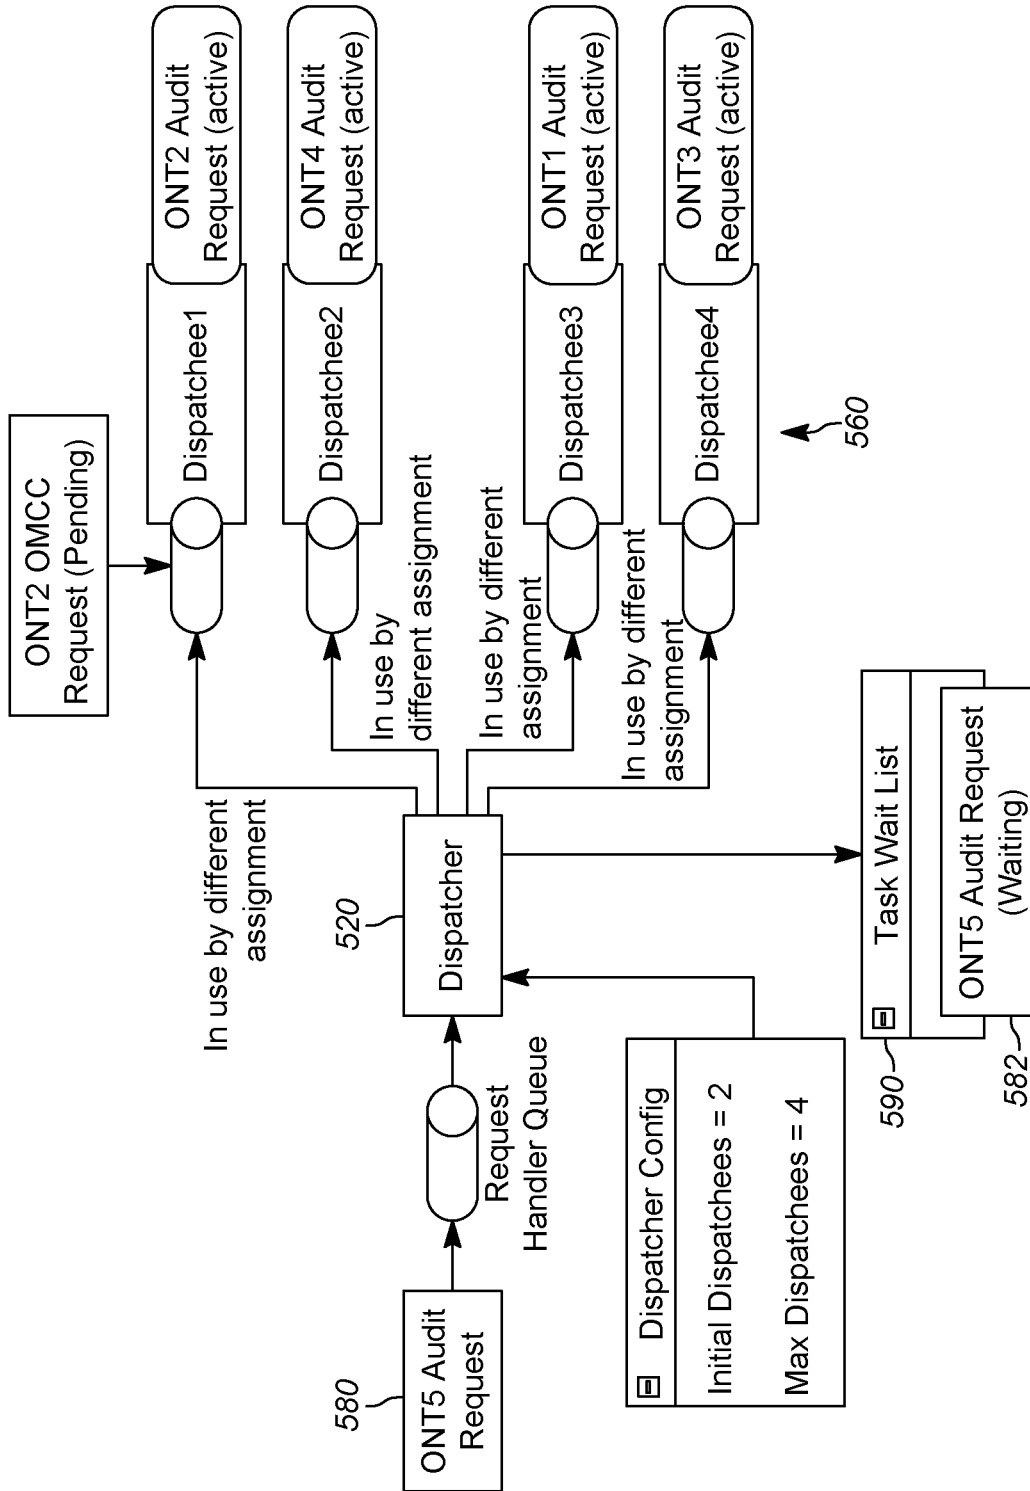 580
ONT5 Audit
Request
Request
Handler Queue
520
Dispatcher
Dispatcher Config
Initial Dispatchees = 2
Max Dispatchees = 4
In use by different
assignment
In use by
different assignment
In use by different
assignment
In use by different
assignment
ONT2 OMCC
Request (Pending)
Dispatchee1
ONT2 Audit
Request (active)
Dispatchee2
ONT4 Audit
Request (active)
Dispatchee3
ONT1 Audit
Request (active)
Dispatchee4
ONT3 Audit
Request (active)
560
590
Task Wait List
582
ONT5 Audit Request
(Waiting)